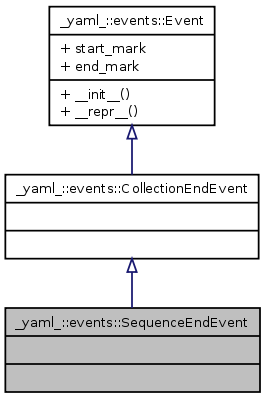 _yaml_::events::Event
+ start_mark
+ end_mark
+ __init__()
+ __repr__()
_yaml_::events::CollectionEndEvent
_yaml_::events::SequenceEndEvent